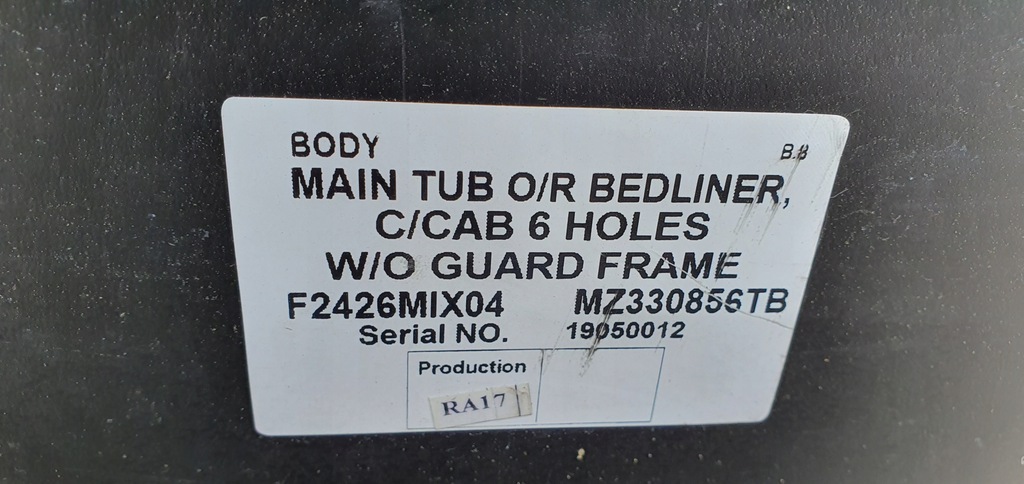 BODY B.B
MAIN TUB O/R BEDLINER,
C/CAB 6 HOLES
W/O GUARD FRAME
F2426MIX04 MZ330856TB
Serial NO. 19050012
Production
RA17